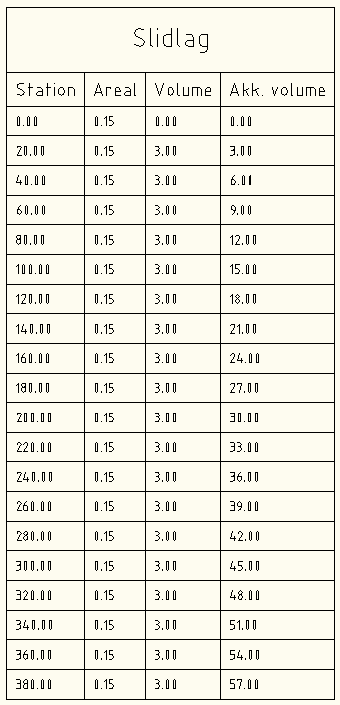 Slidlag
Station Areal Volume Akk. volume
0.00 0.15 0.00 0.00
20.00 0.15 3.00 3.00
40.00 0.15 3.00 6.01
60.00 0.15 3.00 9.00
80.00 0.15 3.00 12.00
100.00 0.15 3.00 15.00
120.00 0.15 3.00 18.00
140.00 0.15 3.00 21.00
160.00 0.15 3.00 24.00
180.00 0.15 3.00 27.00
200.00 0.15 3.00 30.00
220.00 0.15 3.00 33.00
240.00 0.15 3.00 36.00
260.00 0.15 3.00 39.00
280.00 0.15 3.00 42.00
300.00 0.15 3.00 45.00
320.00 0.15 3.00 48.00
340.00 0.15 3.00 51.00
360.00 0.15 3.00 54.00
380.00 0.15 3.00 57.00